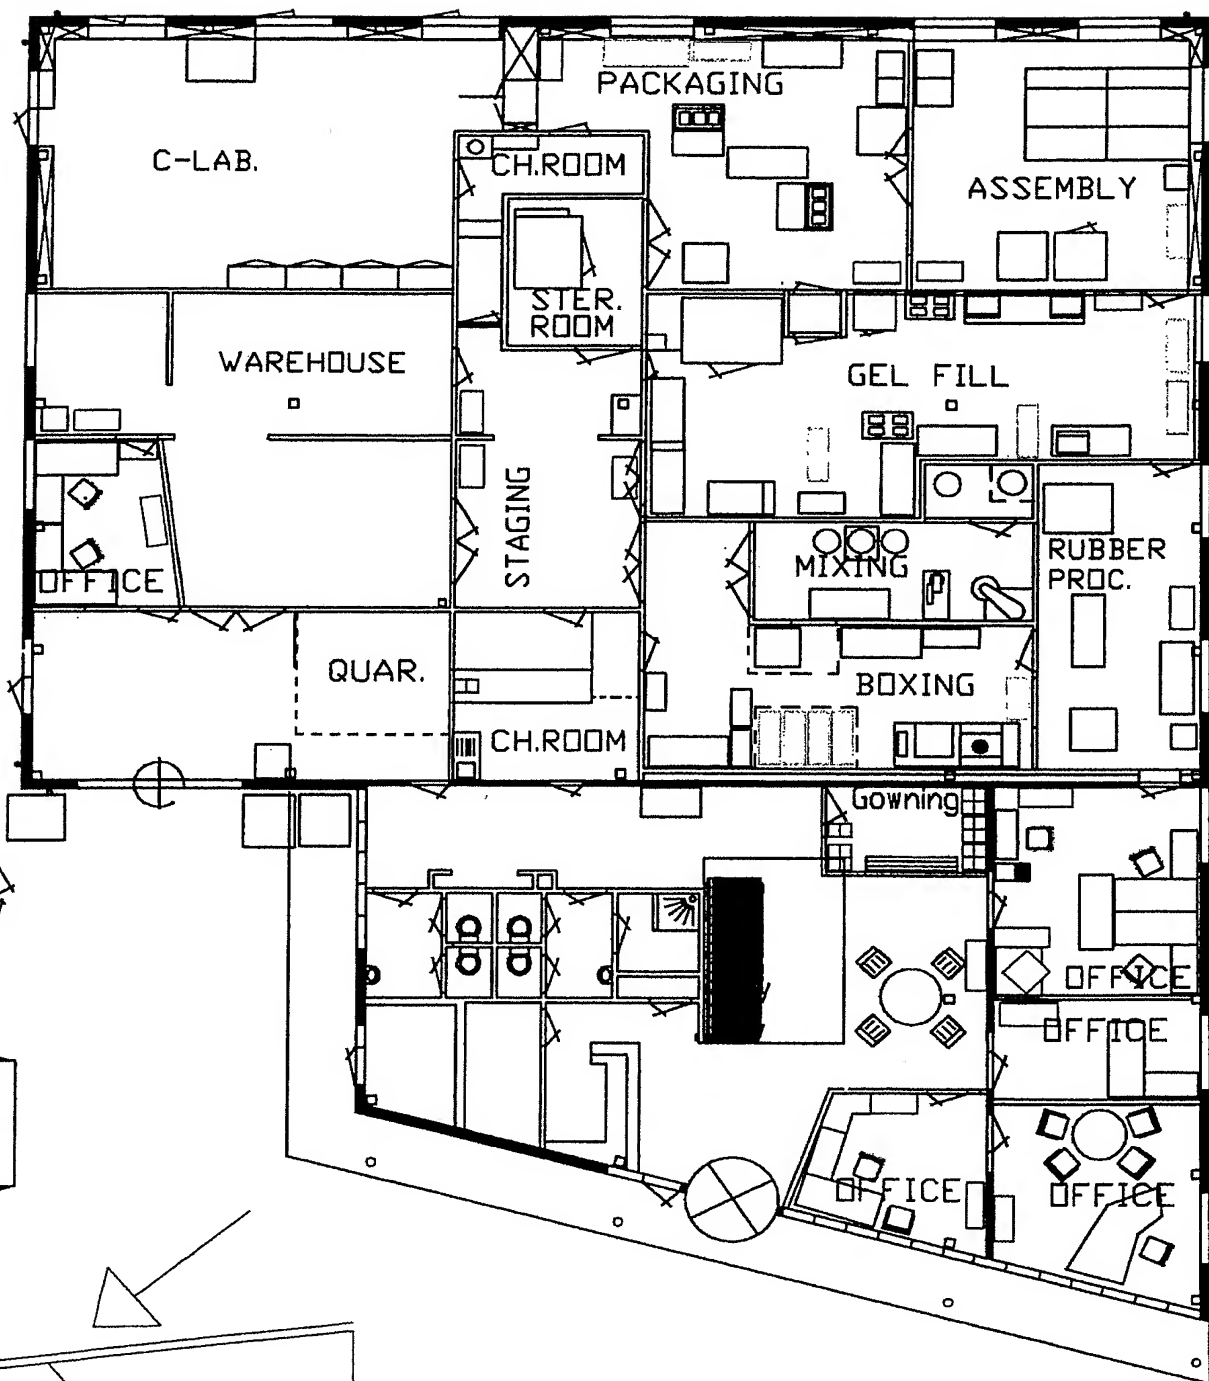 PACKAGING
C-LAB.
CH.ROOM
ASSEMBLY
STER.
ROOM
WAREHOUSE
GEL FILL
STAGING
MIXING
RUBBER
PROC.
OFFICE
QUAR.
BOXING
CH.ROOM
Gowning
OFFICE
OFFICE
OFFICE
OFFICE